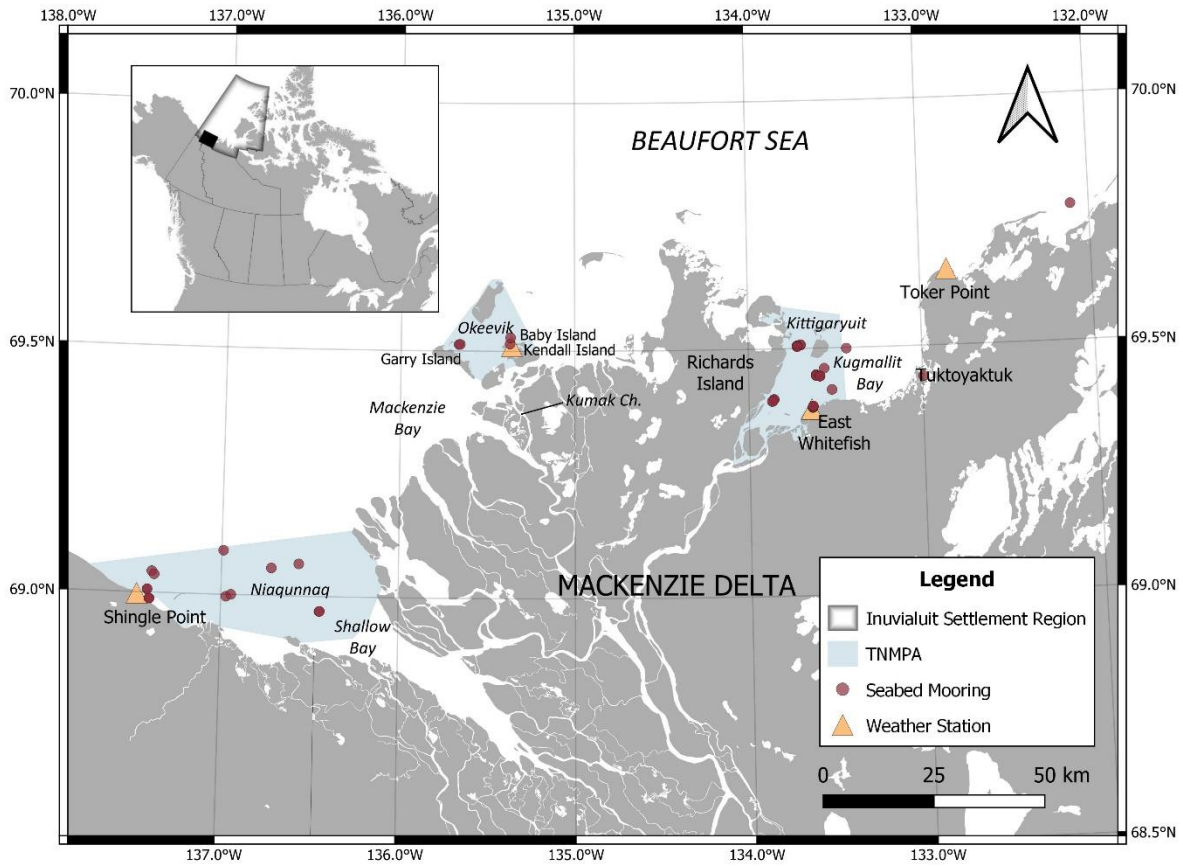 138.0°W 137.0°W 136.0°W 135.0°W 134.0°W 133.0°W 132.0°W
70.0°N
70.0°N
BEAUFORT SEA
Toker Point
Okeevik
Baby Island
Kendall Island
Garry Island
Kittigaryuit
69.5°N
69.5°N
Richards
Island
Kugmallit
Bay
Tuktoyaktuk
Mackenzie
Bay
Kumak Ch.
East
Whitefish
69.0°N
69.0°N
Niaqunnaq
MACKENZIE DELTA
Shingle Point
Shallow
Bay
Legend
Inuvialuit Settlement Region
TNMPA
Seabed Mooring
Weather Station
0 25 50 km
68.5°N
137.0°W 136.0°W 135.0°W 134.0°W 133.0°W